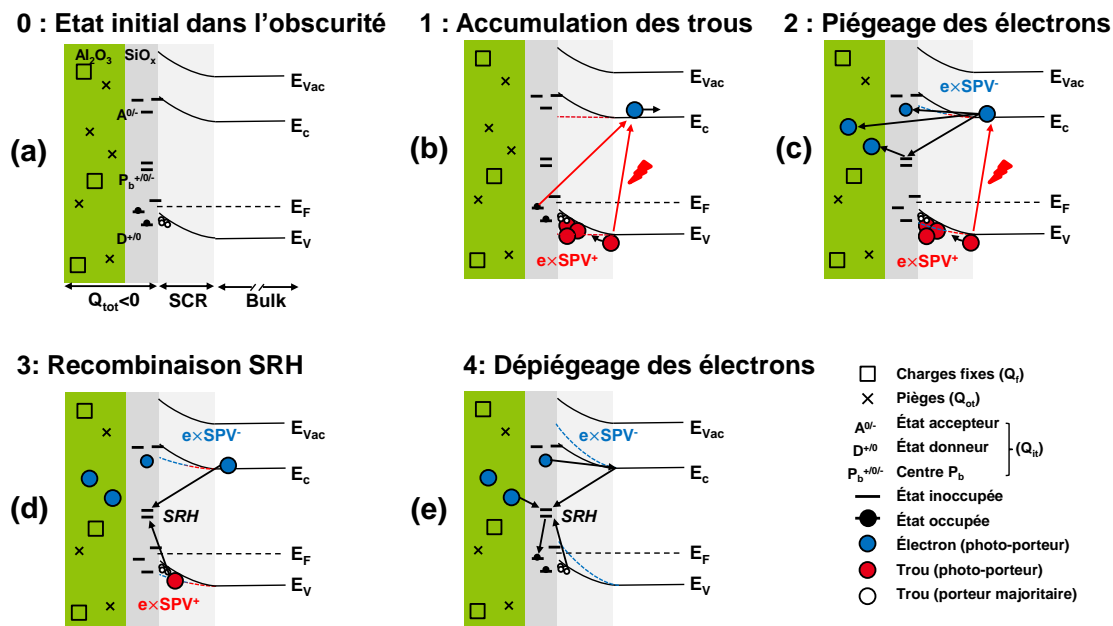 0 : Etat initial dans l’obscurité
Al2O3 SiOx
A0/-
Pb+/0/-
D+/0
EVac
Ec
EF
EV
(a)
Qtot<0 SCR Bulk
1 : Accumulation des trous
(b)
EVac
Ec
EF
EV
e×SPV+
2 : Piégeage des électrons
(c)
e×SPV-
EVac
Ec
EF
EV
e×SPV+
3: Recombinaison SRH
(d)
e×SPV-
EVac
Ec
SRH
EF
EV
e×SPV+
4: Dépiégeage des électrons
(e)
e×SPV-
EVac
Ec
SRH
EF
EV
Charges fixes (Qf)
× Pièges (Qot)
A0/- État accepteur
D+/0 État donneur (Qit)
Pb+/0/- Centre Pb
État inoccupée
État occupée
Électron (photo-porteur)
Trou (photo-porteur)
Trou (porteur majoritaire)